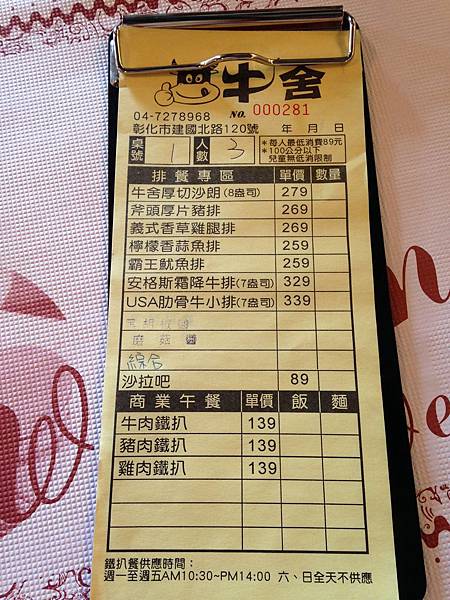 牛舍
04-7278968 NO. 000281
彰化市建國北路120號 年 月 日
桌號 1 人數 3 *每人最低消費89元
*100公分以下
兒童無低消限制
排餐專區 單價 數量
牛舍厚切沙朗(8盎司) 279
斧頭厚片豬排 269
義式香草雞腿排 269
檸檬香蒜魚排 259
霸王魷魚排 259
安格斯霜降牛排(7盎司) 329
USA肋骨牛小排(7盎司) 339
黑胡椒醬
蘑菇醬
綜合
沙拉吧 89
商業午餐 單價 飯 麵
牛肉鐵扒 139
豬肉鐵扒 139
雞肉鐵扒 139
鐵扒餐供應時間：
週一至週五AM10:30~PM14:00 六、日全天不供應